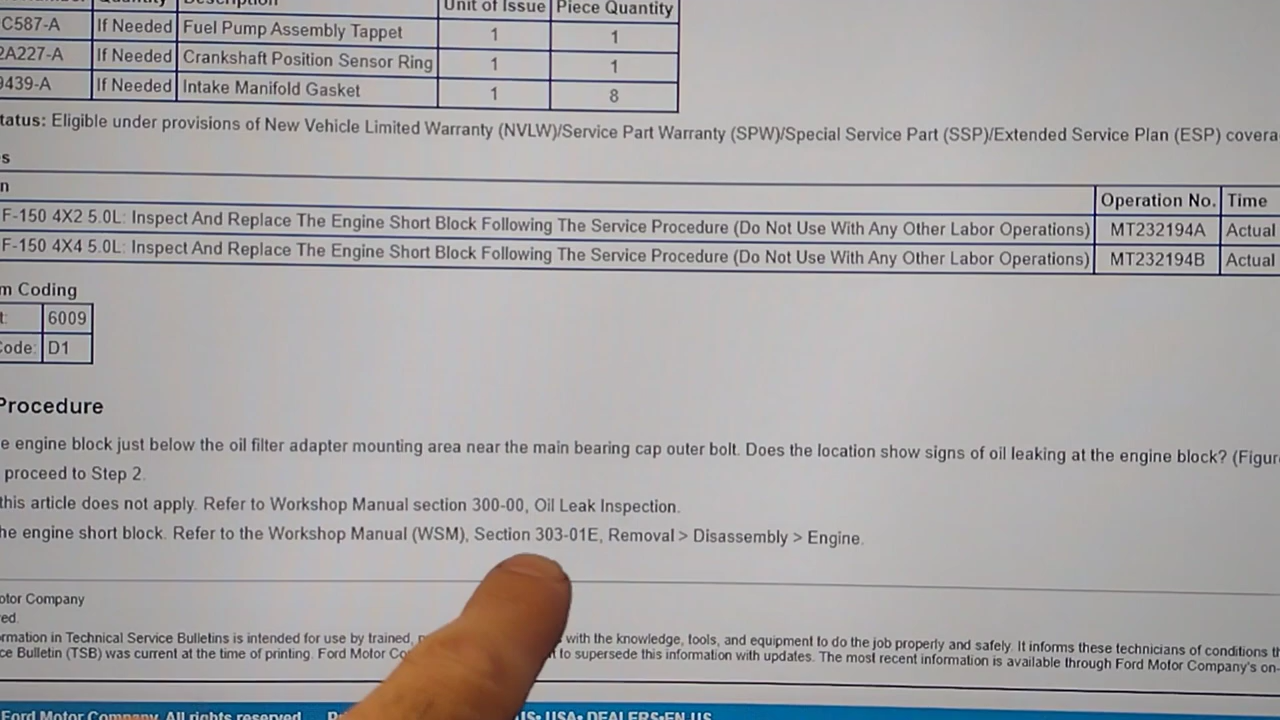 Quantity Description Unit of Issue Piece Quantity
C587-A If Needed Fuel Pump Assembly Tappet 1 1
2A227-A If Needed Crankshaft Position Sensor Ring 1 1
9439-A If Needed Intake Manifold Gasket 1 8
tatus: Eligible under provisions of New Vehicle Limited Warranty (NVLW)/Service Part Warranty (SPW)/Special Service Part (SSP)/Extended Service Plan (ESP) covera
s
n Operation No. Time
F-150 4X2 5.0L: Inspect And Replace The Engine Short Block Following The Service Procedure (Do Not Use With Any Other Labor Operations) MT232194A Actual
F-150 4X4 5.0L: Inspect And Replace The Engine Short Block Following The Service Procedure (Do Not Use With Any Other Labor Operations) MT232194B Actual
m Coding
t: 6009
Code: D1
Procedure
e engine block just below the oil filter adapter mounting area near the main bearing cap outer bolt. Does the location show signs of oil leaking at the engine block? (Figur
proceed to Step 2.
this article does not apply. Refer to Workshop Manual section 300-00, Oil Leak Inspection.
he engine short block. Refer to the Workshop Manual (WSM), Section 303-01E, Removal > Disassembly > Engine.
otor Company
ed.
rmation in Technical Service Bulletins is intended for use by trained, with the knowledge, tools, and equipment to do the job properly and safely. It informs these technicians of conditions th
ce Bulletin (TSB) was current at the time of printing. Ford Motor Co t to supersede this information with updates. The most recent information is available through Ford Motor Company's on-
Ford Motor Company. All rights reserved. US• USA• DEALERS•EN US